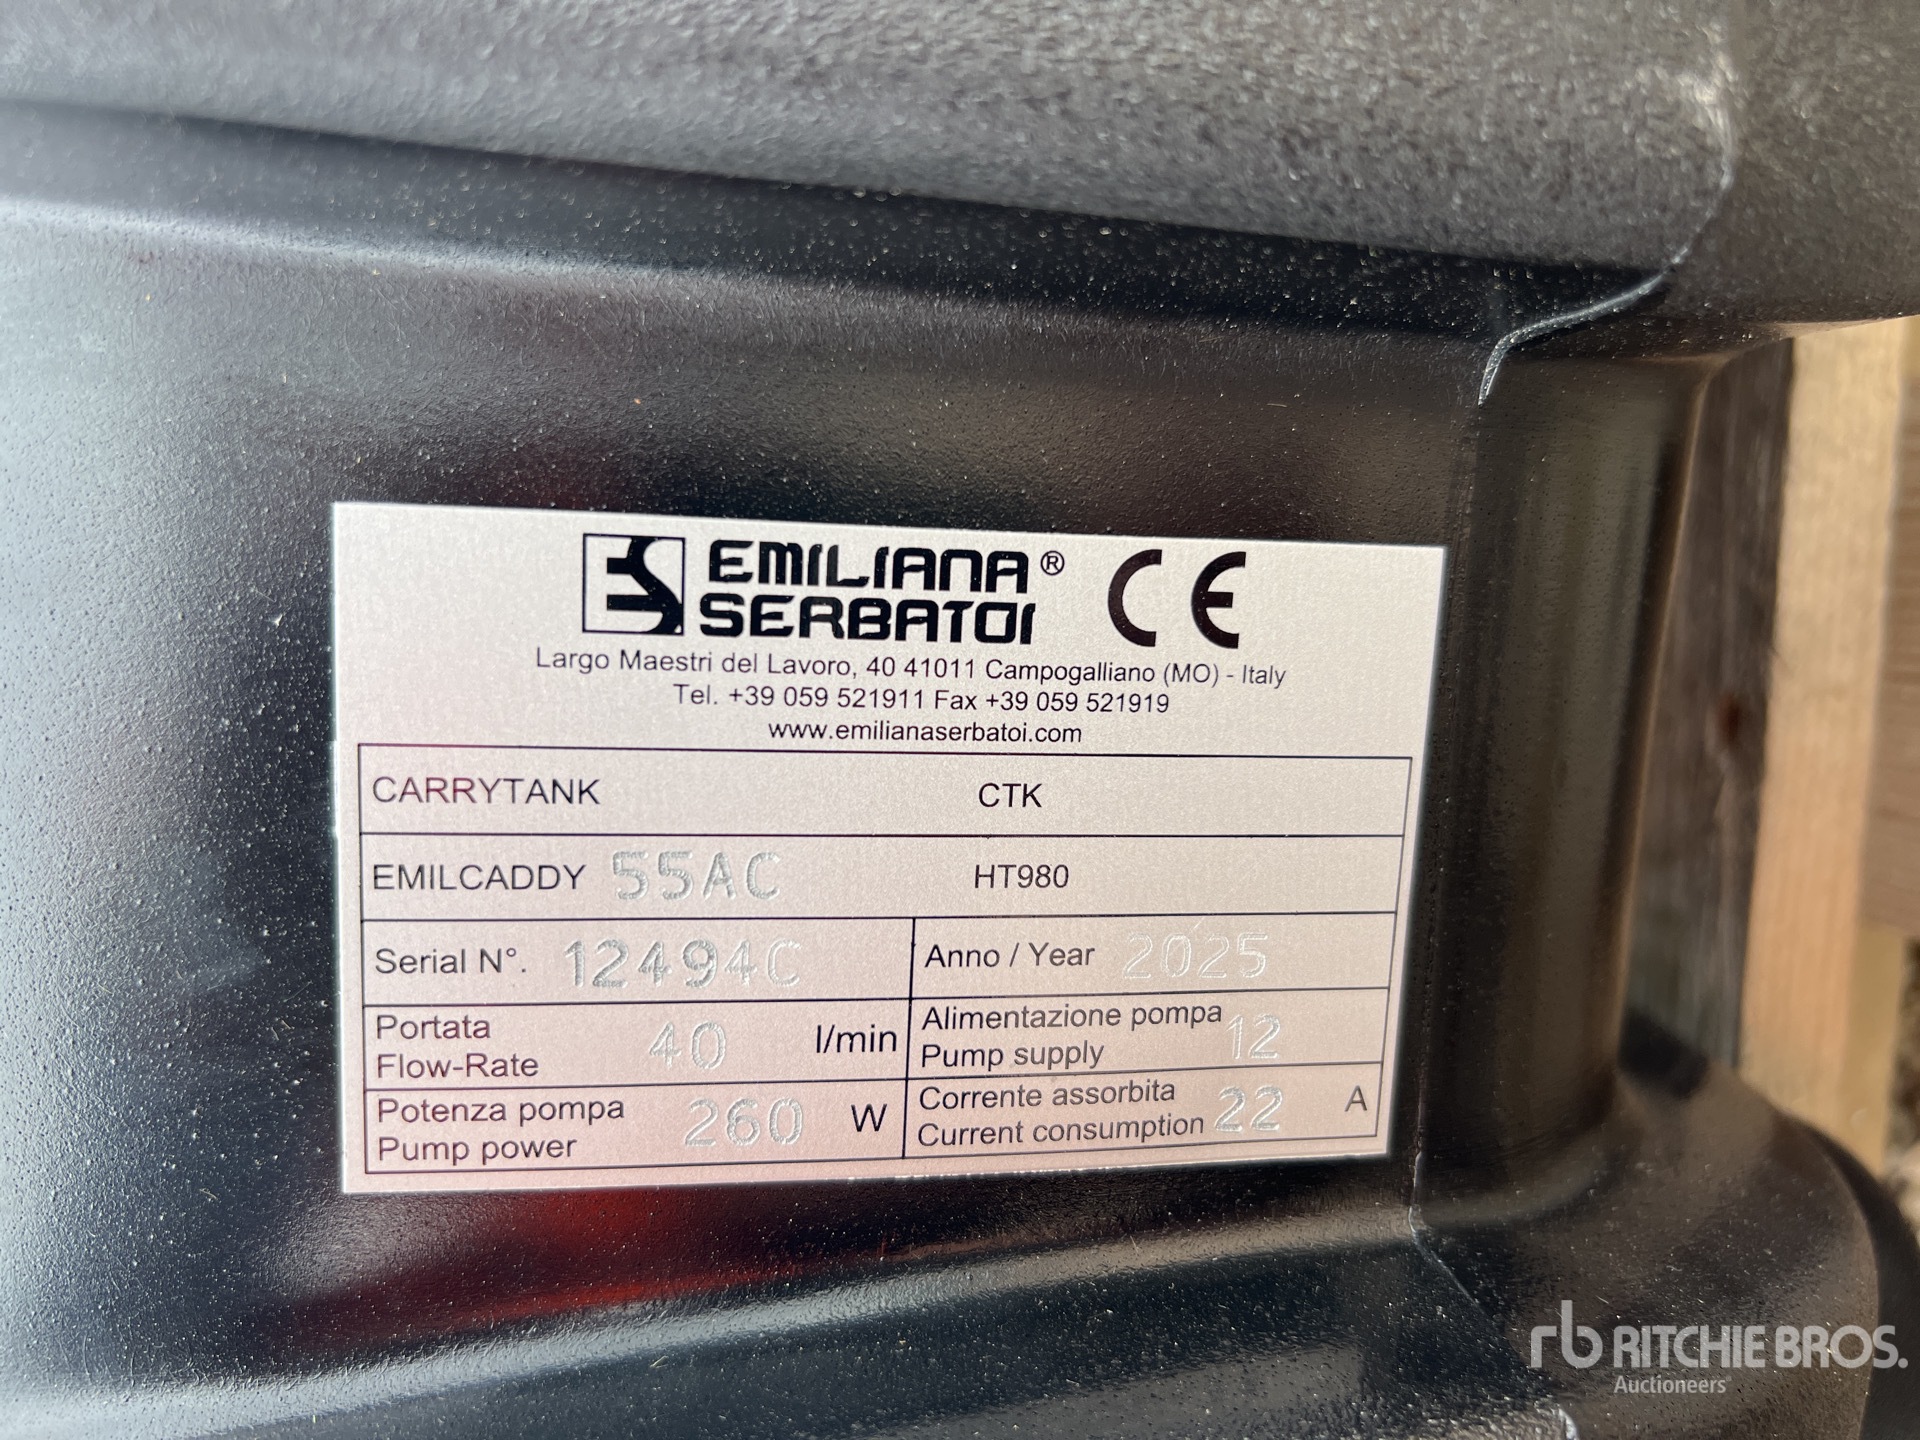 EMILIANA® CE
SERBATOI
Largo Maestri del Lavoro, 40 41011 Campogalliano (MO) - Italy
Tel. +39 059 521911 Fax +39 059 521919
www.emilianaserbatoi.com
CARRYTANK CTK
EMILCADDY 55AC HT980
Serial N°. 12494C Anno / Year 2025
Portata
Flow-Rate 40 l/min
Alimentazione pompa
Pump supply 12
Potenza pompa
Pump power 260 W
Corrente assorbita
Current consumption 22 A
rb RITCHIE BROS.
Auctioneers